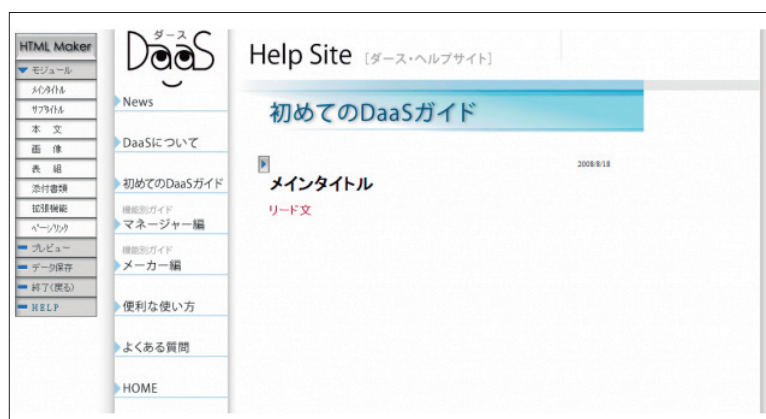 HTML Maker
モジュール
メインタイトル
サブタイトル
本 文
画 像
表 組
添付書類
拡張機能
ページリンク
プレビュー
データ保存
終了(戻る)
HELP
ダース
DaaS
News
DaaSについて
初めてのDaaSガイド
機能別ガイド
マネージャー編
機能別ガイド
メーカー編
便利な使い方
よくある質問
HOME
Help Site [ダース・ヘルプサイト]
初めてのDaaSガイド
2008/8/18
メインタイトル
リード文